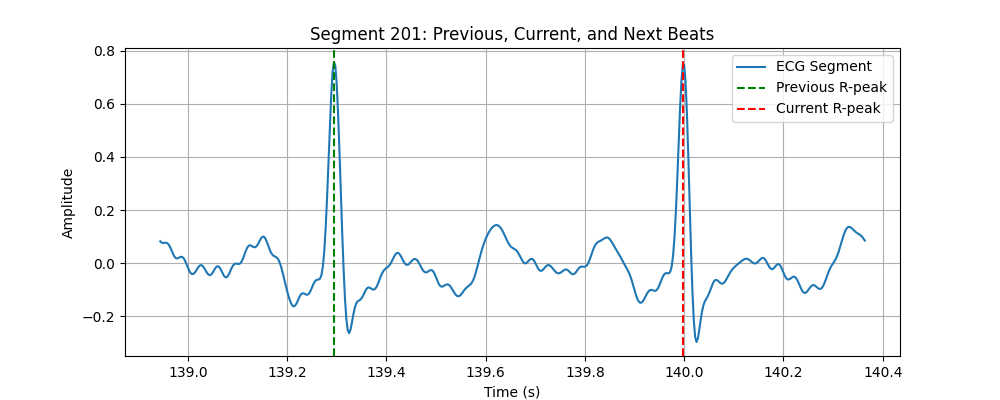 Segment 201: Previous, Current, and Next Beats
ECG Segment
Previous R-peak
Current R-peak
Amplitude
0.8
0.6
0.4
0.2
0.0
−0.2
139.0 139.2 139.4 139.6 139.8 140.0 140.2 140.4
Time (s)